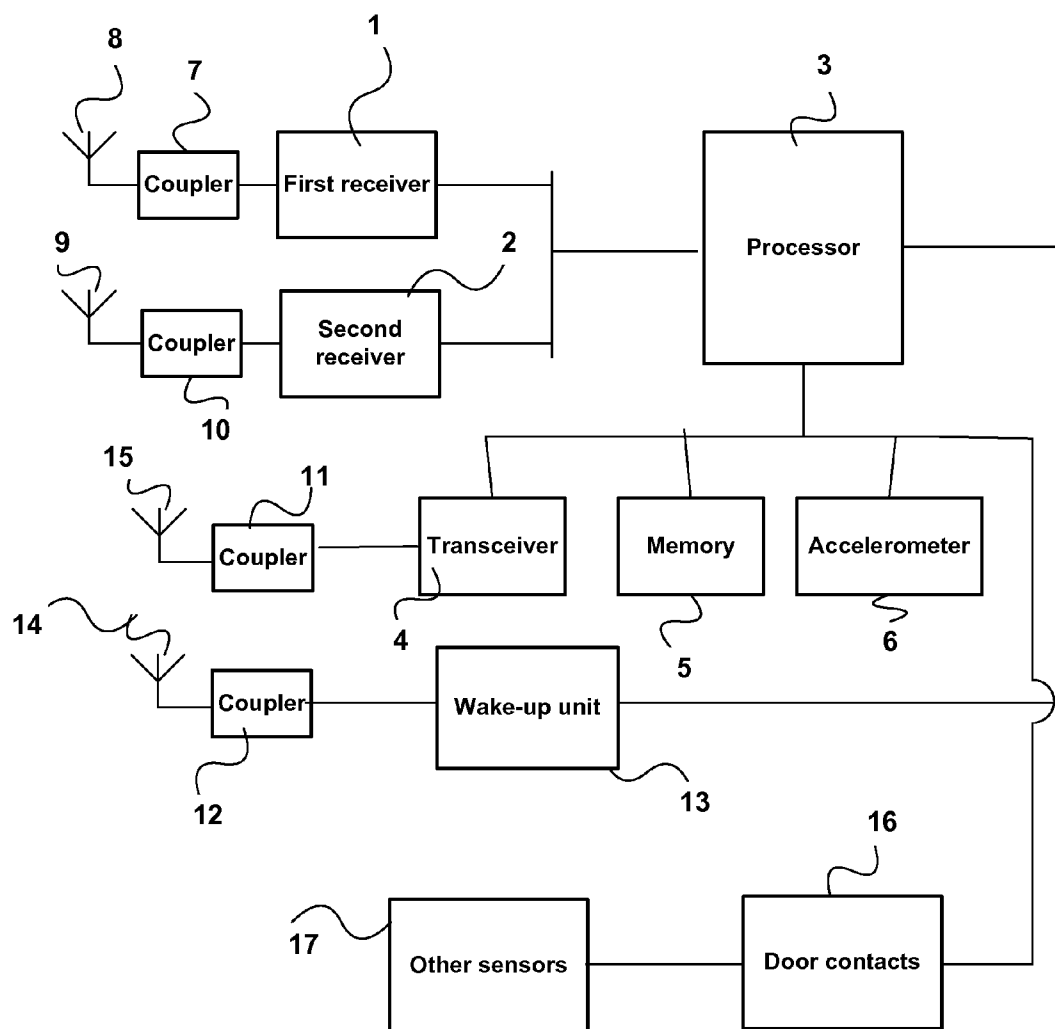 8
7
1
3
Coupler
First receiver
Processor
9
2
Coupler
Second
receiver
10
15
11
Coupler
Transceiver
Memory
Accelerometer
14
4
5
6
Coupler
Wake-up unit
12
13
16
17
Other sensors
Door contacts